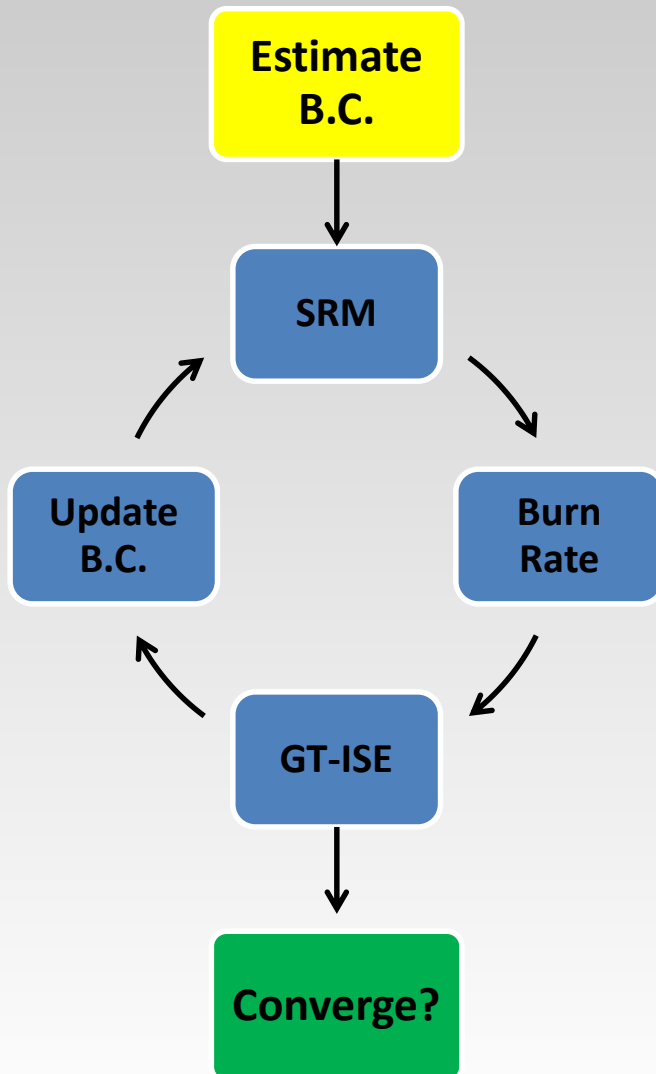 Estimate
B.C.
SRM
Update
B.C.
Burn
Rate
GT-ISE
Converge?